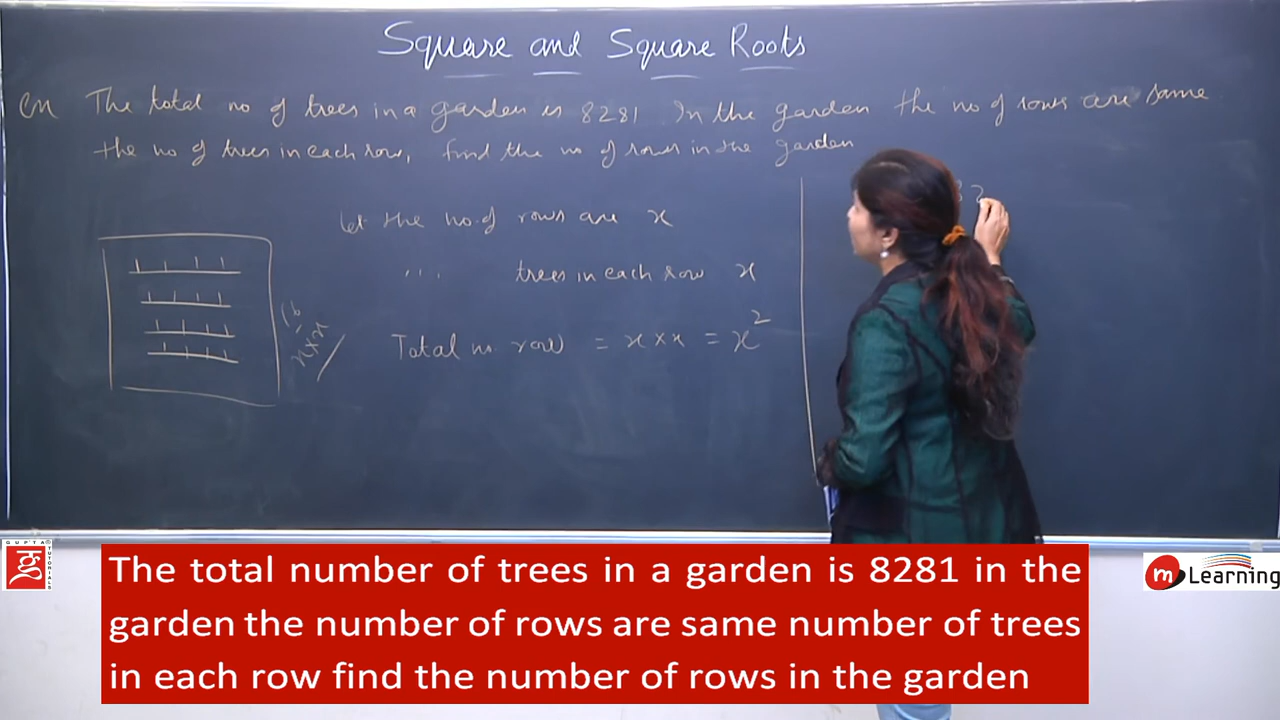 Square and Square Roots
The total no of trees in a garden is 8281 In the garden the no of rows are same
the no of trees in each row, find the no of rows in the garden
let the no. of rows are x
,, , trees in each row x
16
x × x
Total no. row = x × x = x²
GUPTA TUTORIALS
The total number of trees in a garden is 8281 in the
garden the number of rows are same number of trees
in each row find the number of rows in the garden
m Learning